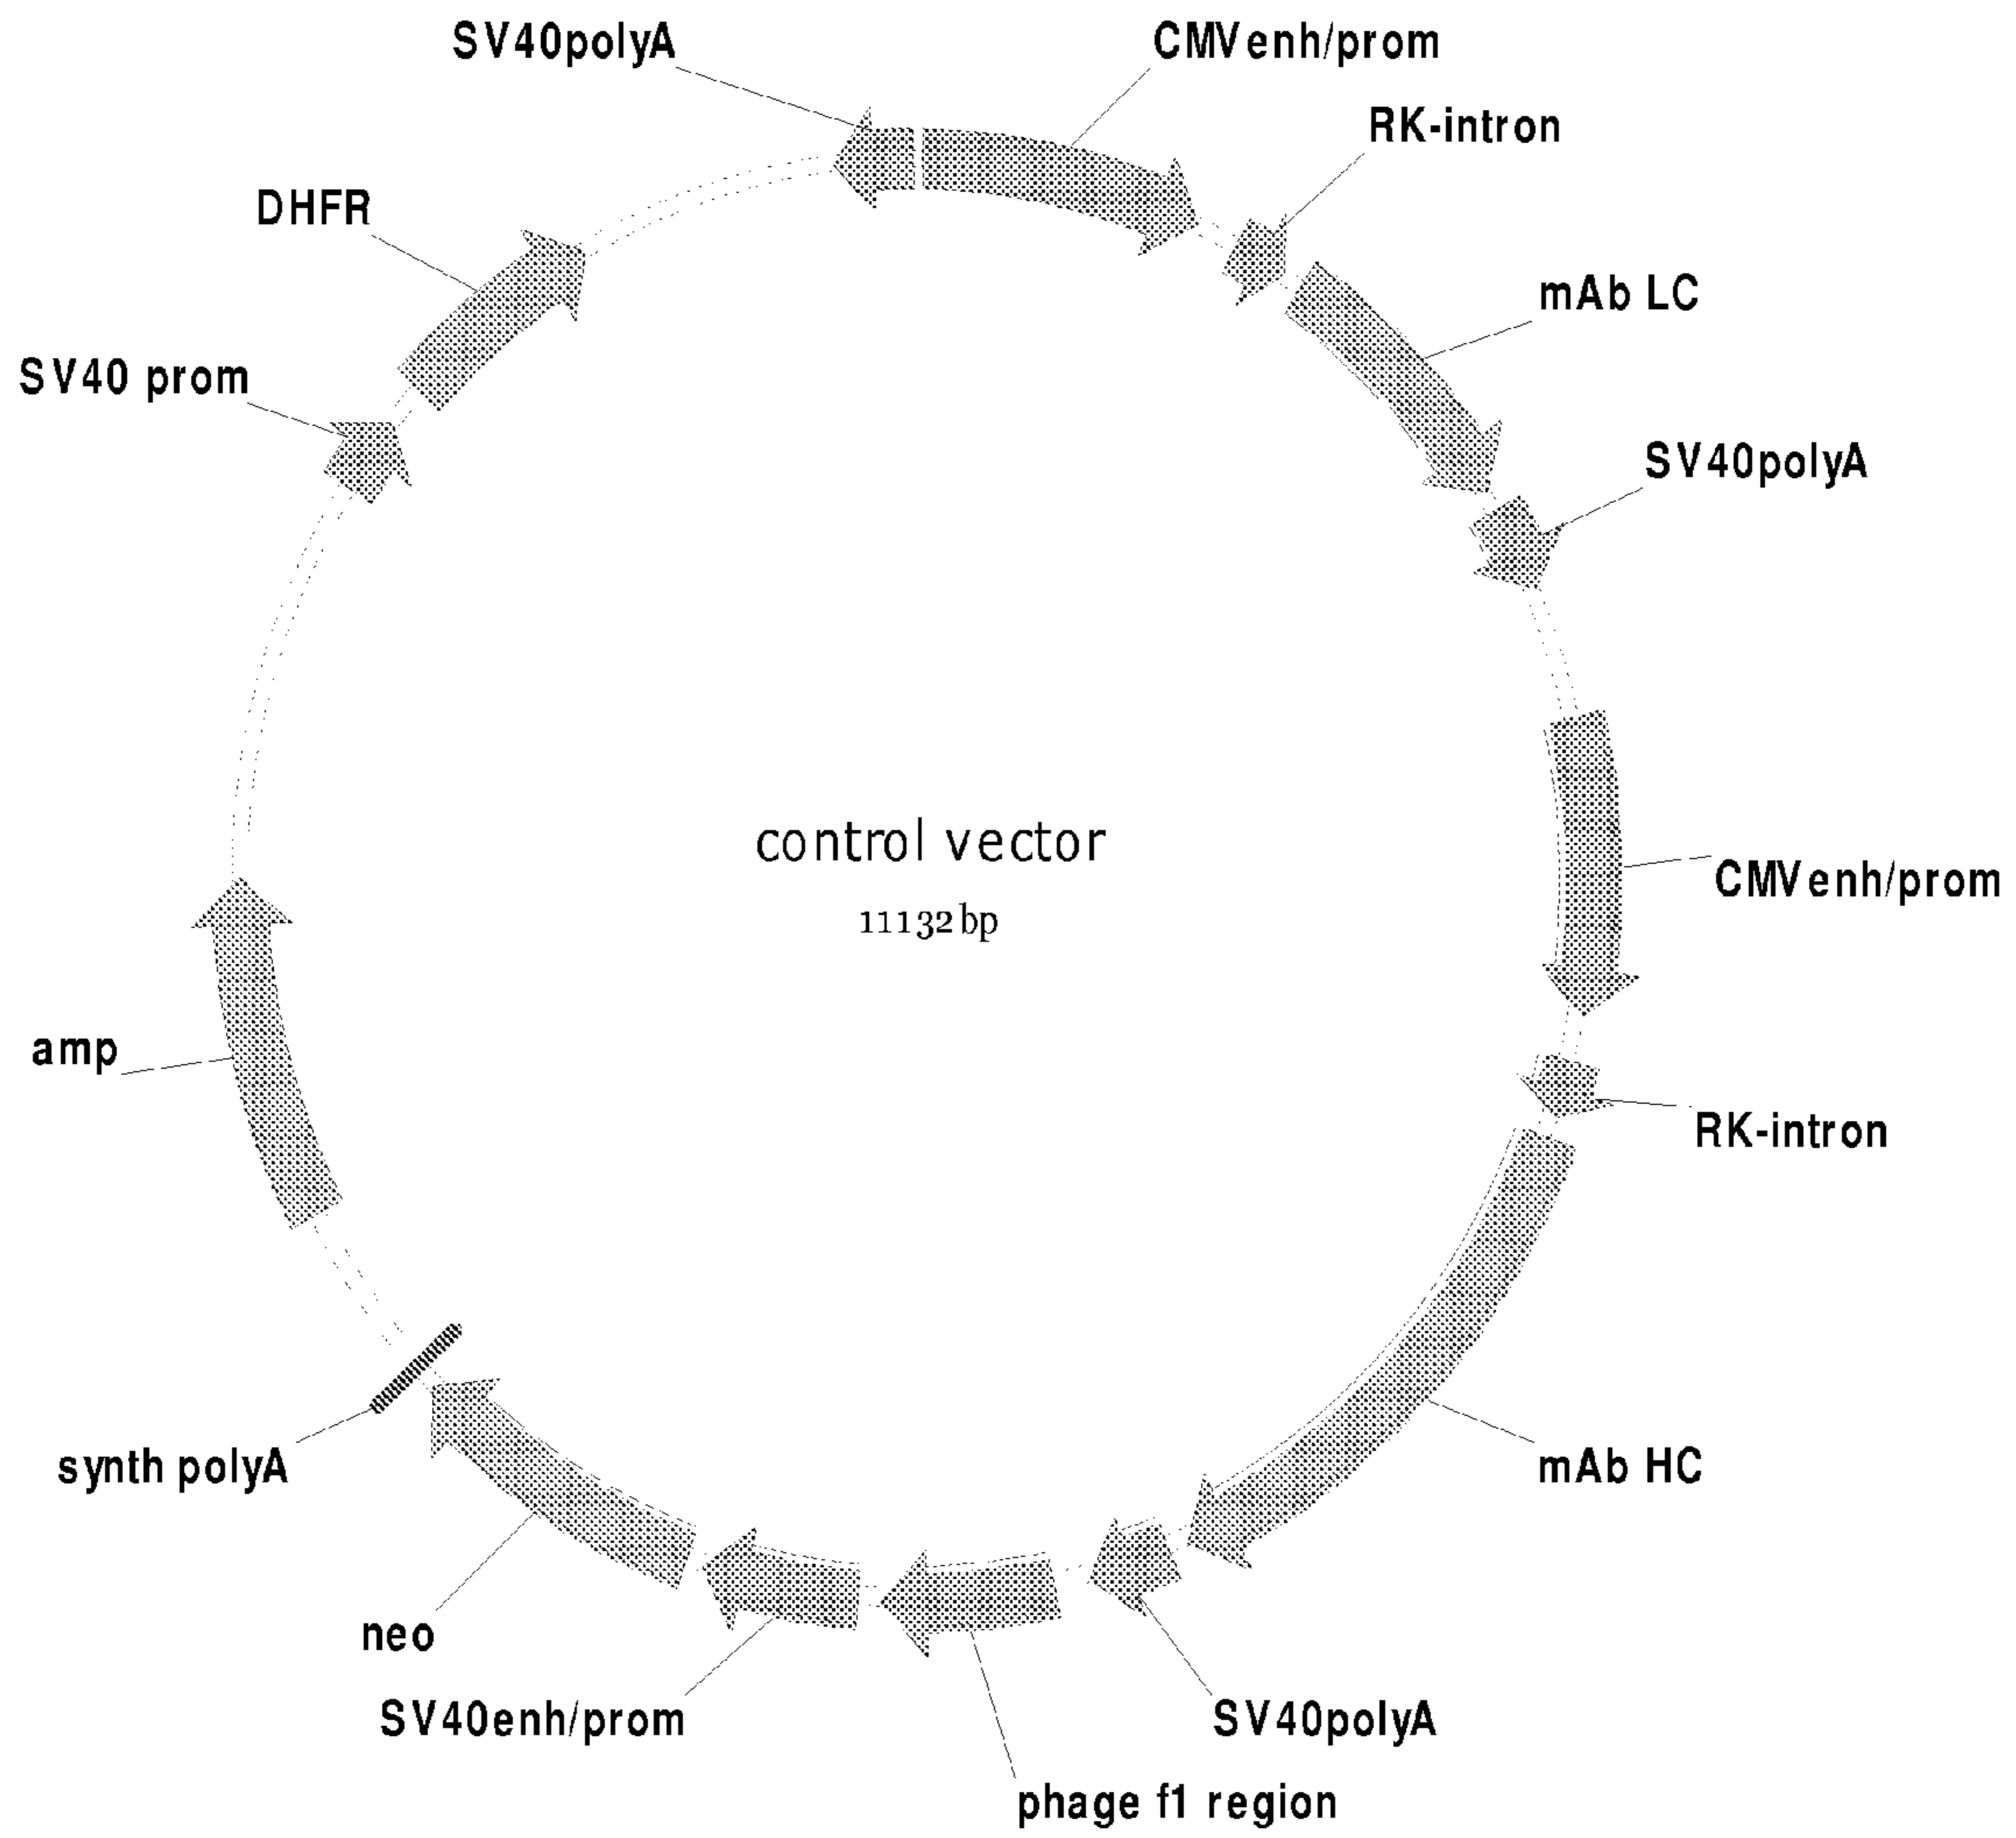 SV40polyA
CMVenh/prom
RK-intron
DHFR
mAb LC
SV40 prom
SV40polyA
control vector
CMVenh/prom
11132 bp
amp
RK-intron
synth polyA
mAb HC
neo
SV40enh/prom
SV40polyA
phage f1 region